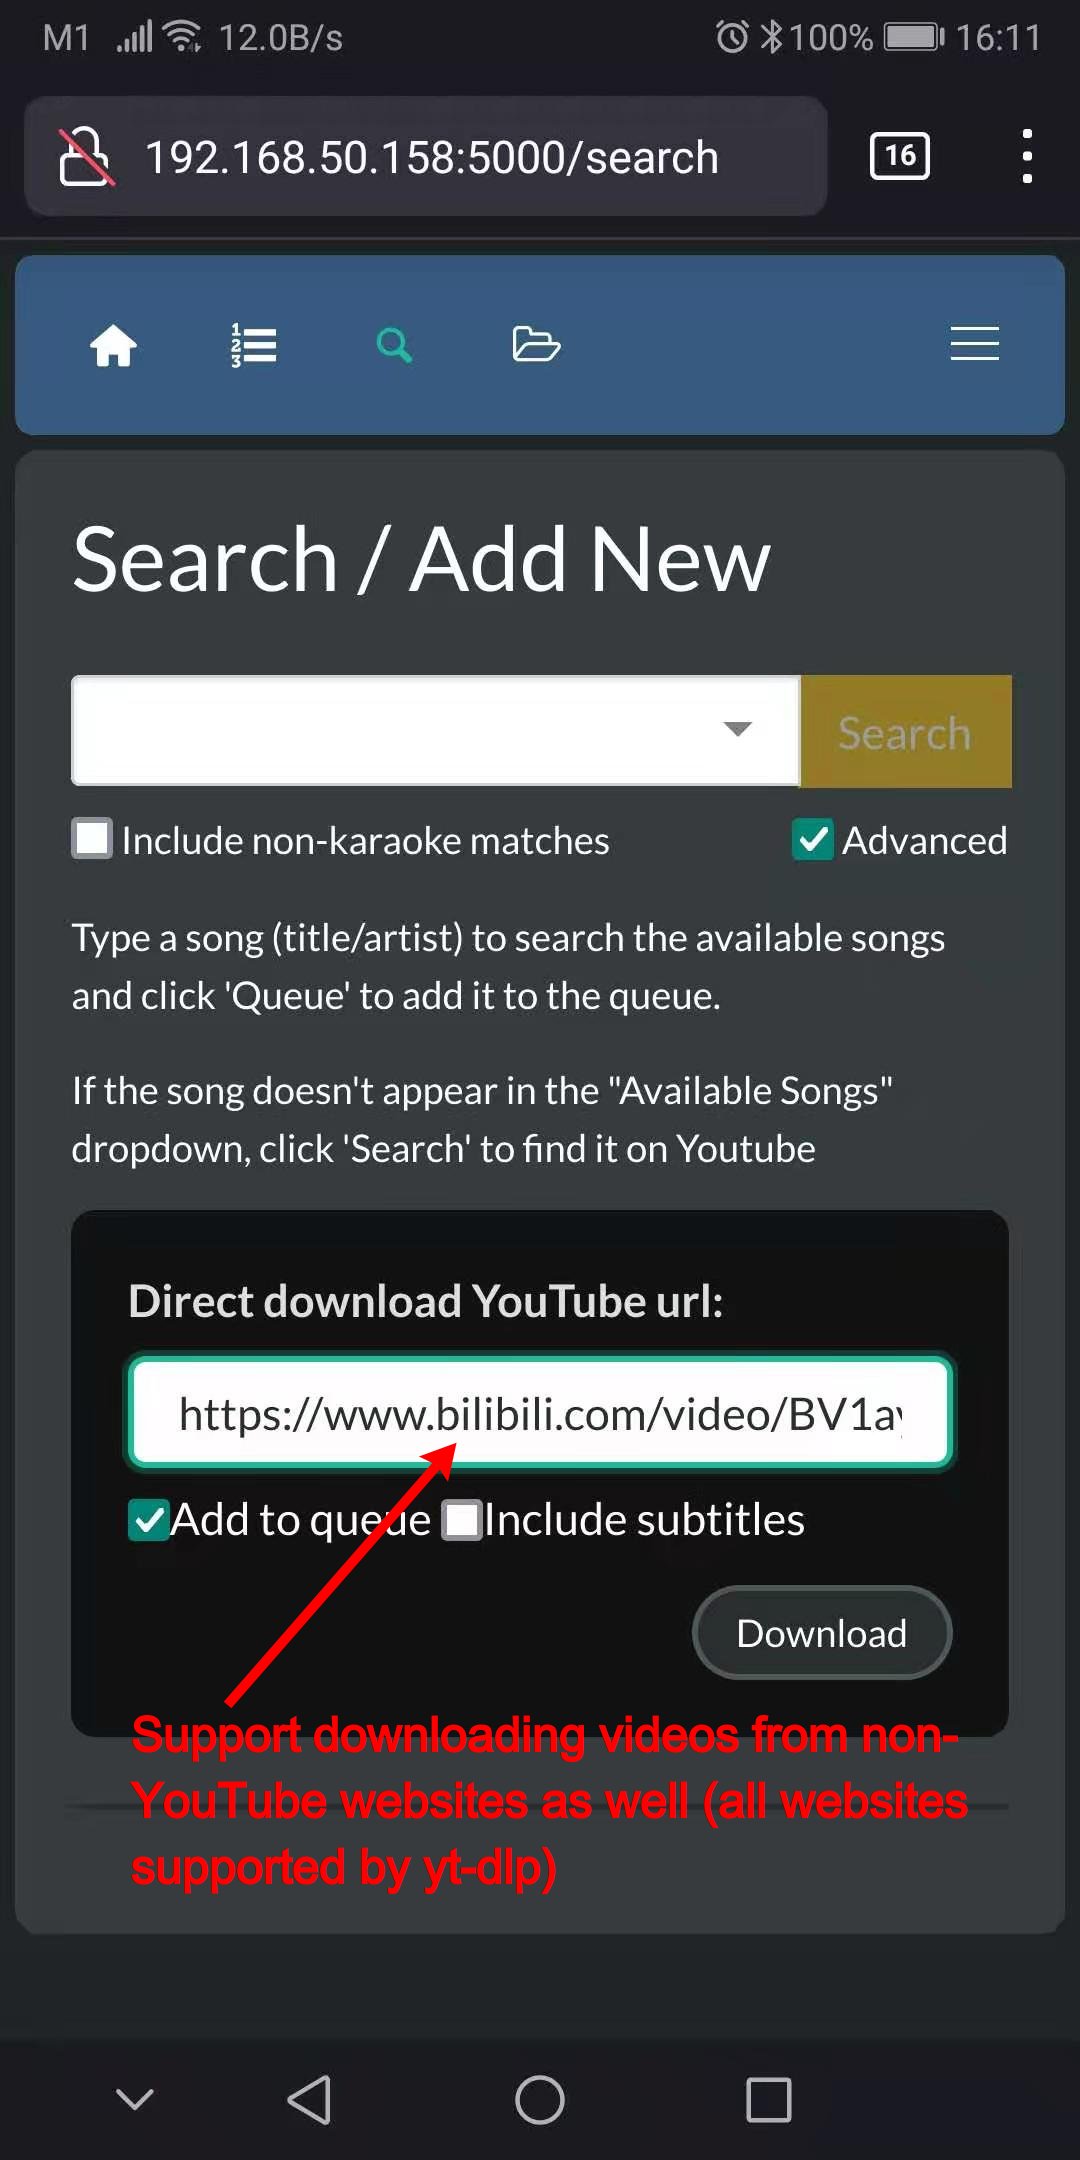 M1 12.0B/s 100% 16:11
192.168.50.158:5000/search 16
1
2
3
Search / Add New
Search
Include non-karaoke matches Advanced
Type a song (title/artist) to search the available songs
and click 'Queue' to add it to the queue.
If the song doesn't appear in the "Available Songs"
dropdown, click 'Search' to find it on Youtube
Direct download YouTube url:
https://www.bilibili.com/video/BV1ay
Add to queue Include subtitles
Download
Support downloading videos from non-
YouTube websites as well (all websites
supported by yt-dlp)